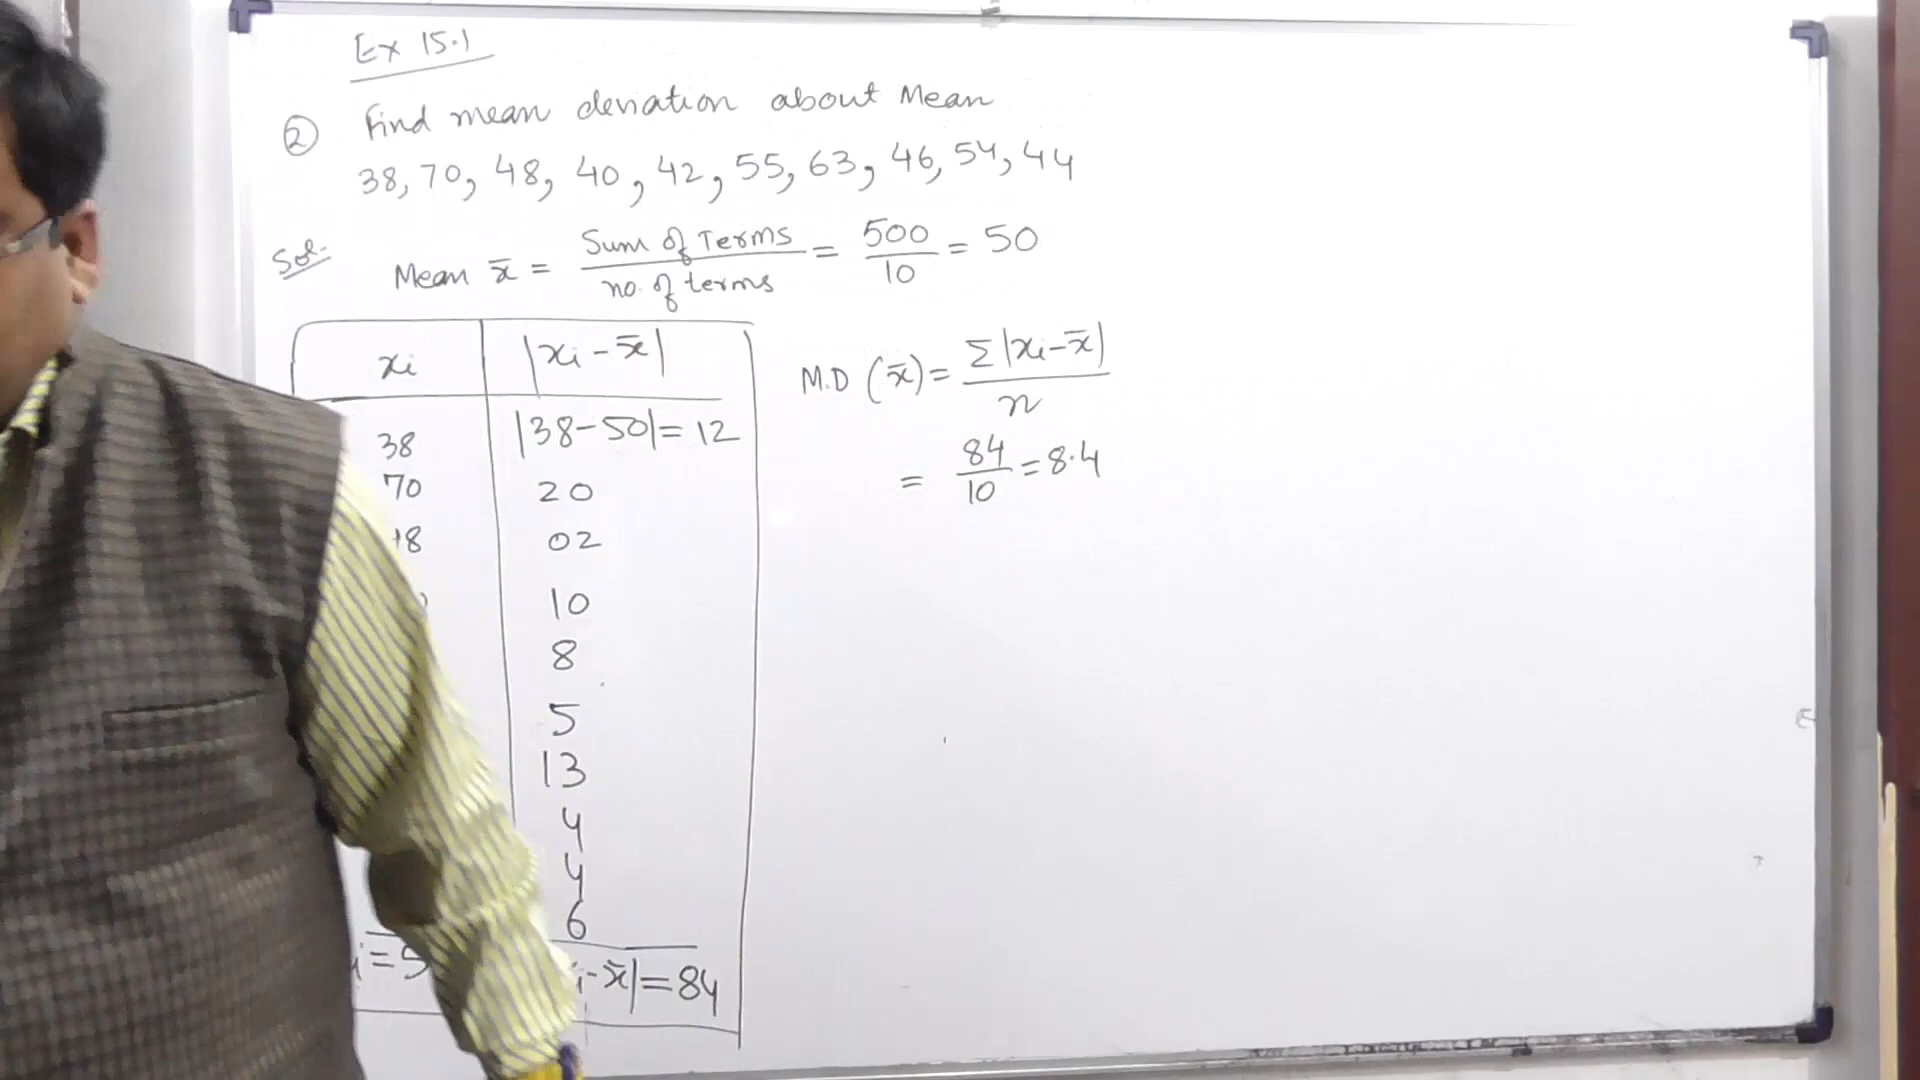 Ex 15.1
② Find mean deviation about Mean
38, 70, 48, 40, 42, 55, 63, 46, 54, 44
Sol.
Mean x̄ = Sum of Terms / no. of terms = 500 / 10 = 50
xi |xi - x̄|
38 |38-50| = 12
70 20
8 02
10
8
5
13
4
4
6
i = 5 i - x̄| = 84
M.D (x̄) = Σ|xi - x̄| / n
= 84 / 10 = 8.4